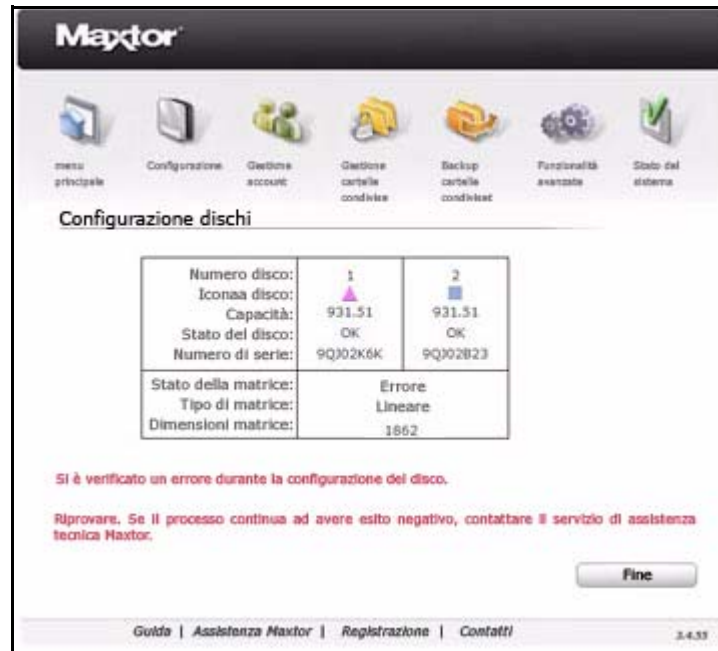 Maxtor
menu
principale
Configurazione
Gestione
account
Gestione
cartelle
condivise
Backup
cartelle
condiviset
Funzionalità
avanzate
Stato del
sistema
Configurazione dischi
Numero disco: 1 2
Iconaa disco:
Capacità: 931.51 931.51
Stato del disco: OK OK
Numero di serie: 9QJ02K6K 9QJ02B23
Stato della matrice: Errore
Tipo di matrice: Lineare
Dimensioni matrice: 1862
Si è verificato un errore durante la configurazione del disco.
Riprovare. Se il processo continua ad avere esito negativo, contattare il servizio di assistenza
tecnica Maxtor.
Fine
Guida | Assistenza Maxtor | Registrazione | Contatti